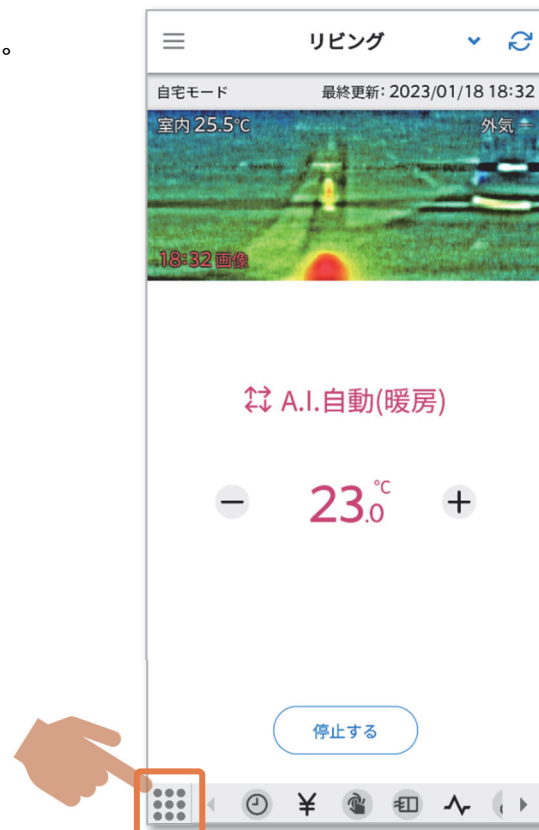 。
リビング
自宅モード 最終更新: 2023/01/18 18:32
室内 25.5℃ 外気 －
18:32 画像
A.I.自動(暖房)
－ 23.0℃ ＋
停止する
¥